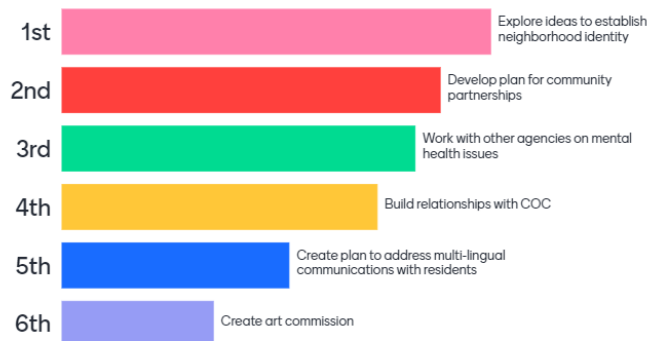 1st
Explore ideas to establish
neighborhood identity
2nd
Develop plan for community
partnerships
3rd
Work with other agencies on mental
health issues
4th
Build relationships with COC
5th
Create plan to address multi-lingual
communications with residents
6th
Create art commission